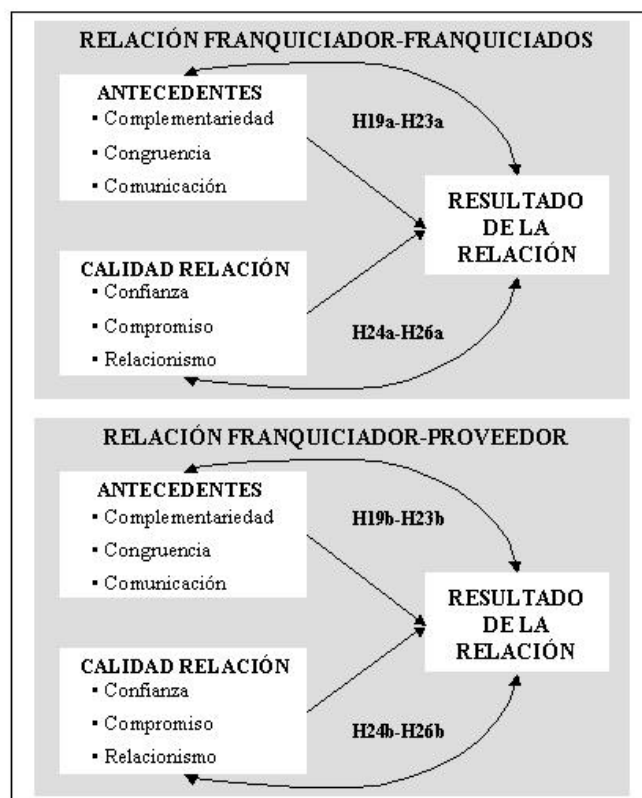 RELACIÓN FRANQUICIADOR-FRANQUICIADOS
ANTECEDENTES
▪ Complementariedad
▪ Congruencia
▪ Comunicación
H19a-H23a
RESULTADO
DE LA
RELACIÓN
CALIDAD RELACIÓN
▪ Confianza
▪ Compromiso
▪ Relacionismo
H24a-H26a
RELACIÓN FRANQUICIADOR-PROVEEDOR
ANTECEDENTES
▪ Complementariedad
▪ Congruencia
▪ Comunicación
H19b-H23b
RESULTADO
DE LA
RELACIÓN
CALIDAD RELACIÓN
▪ Confianza
▪ Compromiso
▪ Relacionismo
H24b-H26b